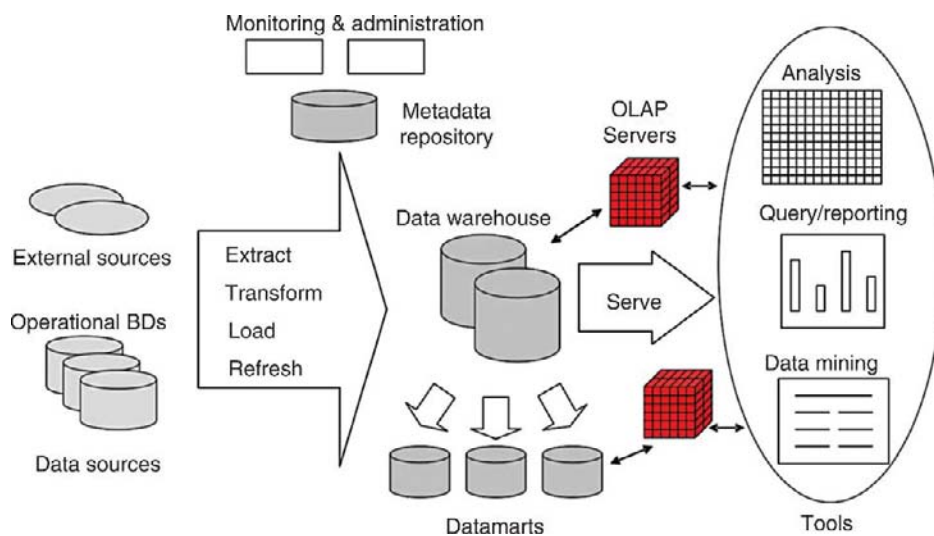 Monitoring & administration
Metadata
repository
OLAP
Servers
Analysis
Data warehouse
Query/reporting
External sources
Extract
Transform
Load
Refresh
Serve
Operational BDs
Data mining
Data sources
Datamarts
Tools